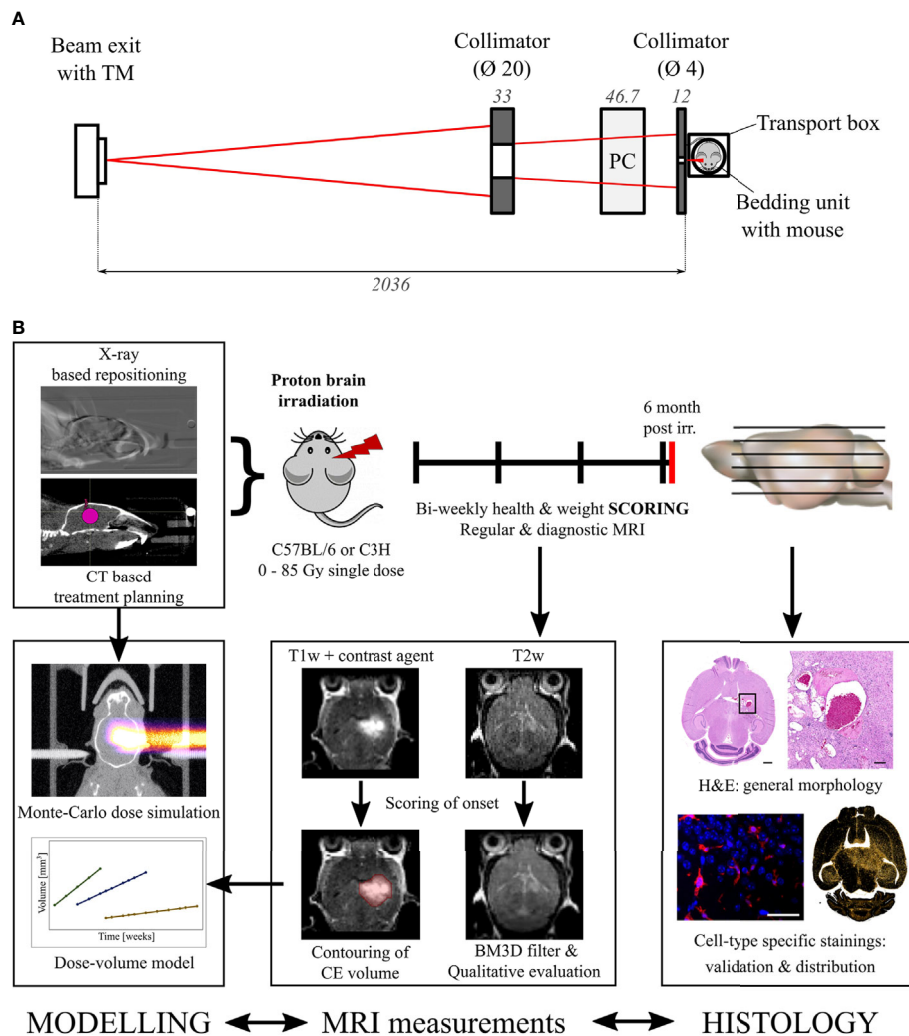 A
Beam exit
with TM
Collimator
(Ø 20)
Collimator
(Ø 4)
33
46.7
12
PC
Transport box
Bedding unit
with mouse
2036
B
X-ray
based repositioning
CT based
treatment planning
Proton brain
irradiation
C57BL/6 or C3H
0 - 85 Gy single dose
6 month
post irr.
Bi-weekly health & weight SCORING
Regular & diagnostic MRI
Monte-Carlo dose simulation
Volume [mm³]
Time [weeks]
Dose-volume model
T1w + contrast agent
T2w
Scoring of onset
Contouring of
CE volume
BM3D filter &
Qualitative evaluation
H&E: general morphology
Cell-type specific stainings:
validation & distribution
MODELLING
MRI measurements
HISTOLOGY